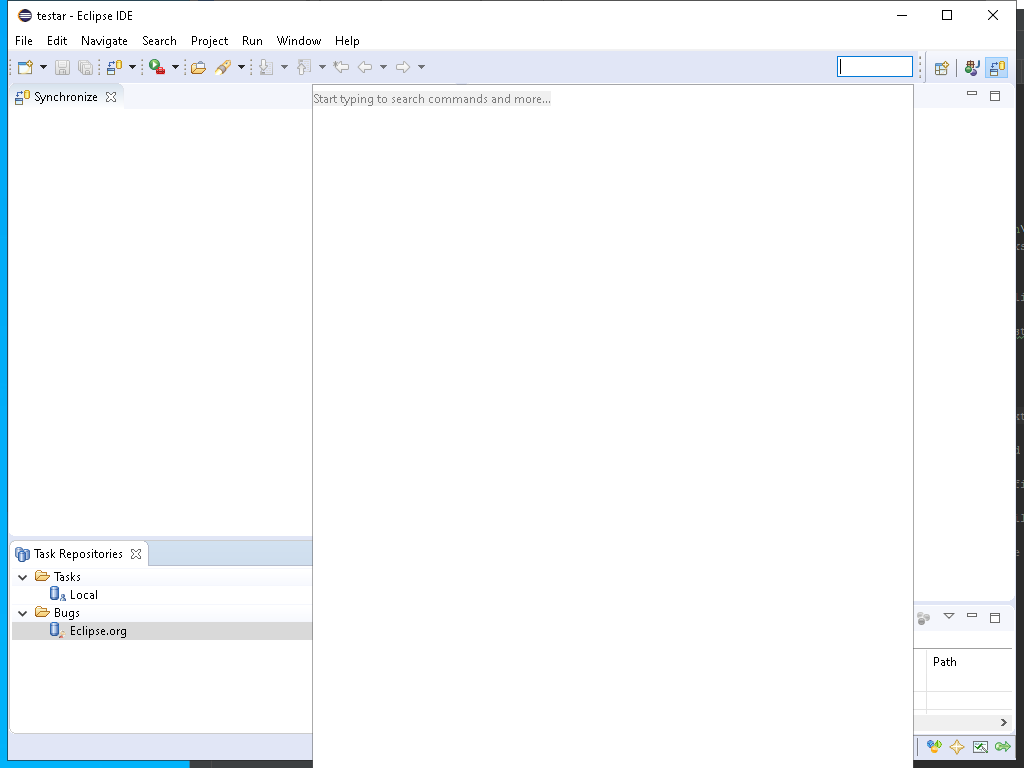 testar - Eclipse IDE
File Edit Navigate Search Project Run Window Help
Synchronize
Start typing to search commands and more...
Task Repositories
Tasks
Local
Bugs
Eclipse.org
Path